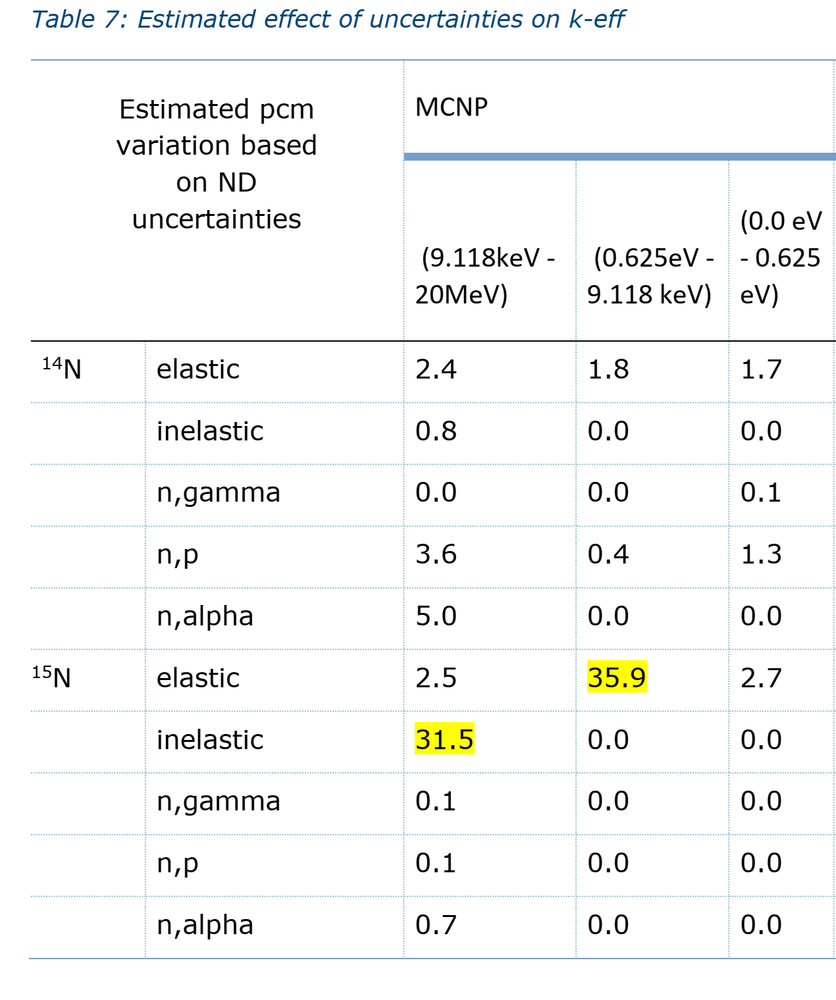 Table 7: Estimated effect of uncertainties on k-eff
Estimated pcm
variation based
on ND
uncertainties
MCNP
(9.118keV -
20MeV)
(0.625eV -
9.118 keV)
(0.0 eV
- 0.625
eV)
14N elastic 2.4 1.8 1.7
inelastic 0.8 0.0 0.0
n,gamma 0.0 0.0 0.1
n,p 3.6 0.4 1.3
n,alpha 5.0 0.0 0.0
15N elastic 2.5 35.9 2.7
inelastic 31.5 0.0 0.0
n,gamma 0.1 0.0 0.0
n,p 0.1 0.0 0.0
n,alpha 0.7 0.0 0.0